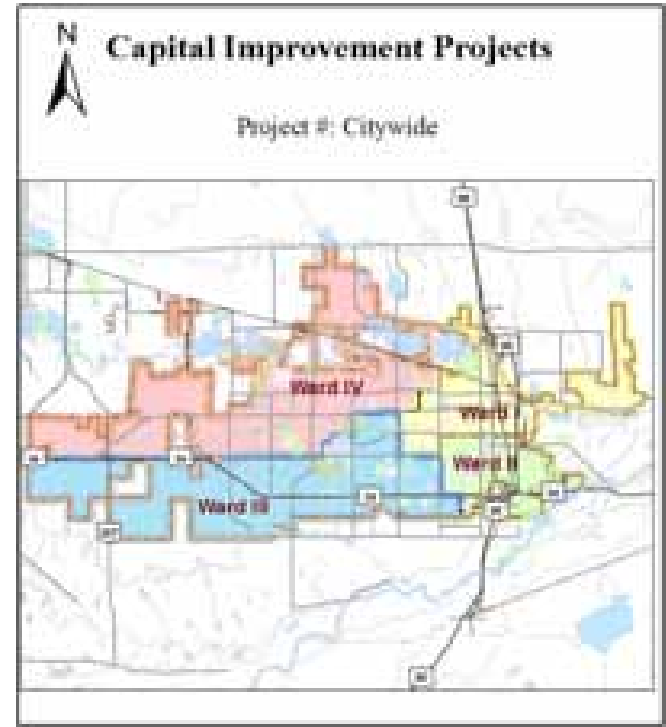 N
Capital Improvement Projects
Project #: Citywide
Ward IV
Ward I
Ward II
Ward III